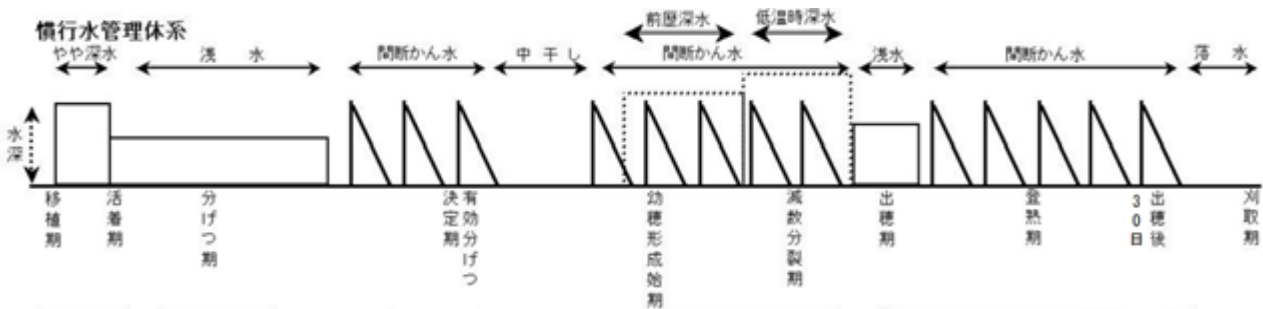 慣行水管理体系
前歴深水
低温時深水
やや深水
浅水
間断かん水
中干し
間断かん水
浅水
間断かん水
落水
水深
移植期
活着期
分げつ期
有効分げつ
決定期
幼穂形成始期
減数分裂期
出穂期
登熟期
出穂後
30日
刈取期